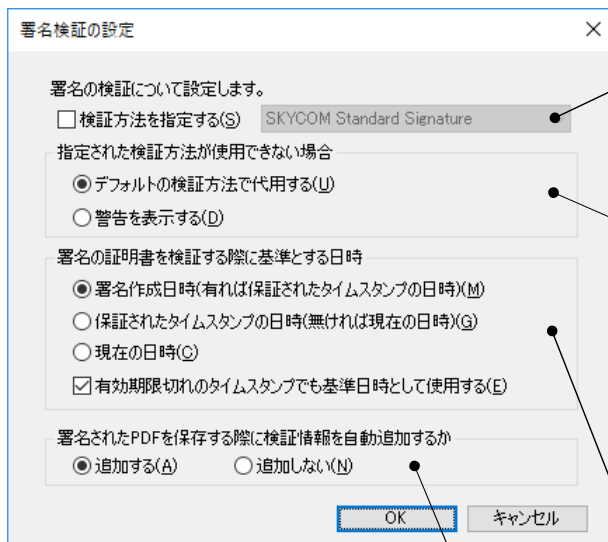 署名検証の設定
署名の検証について設定します。
検証方法を指定する(S) SKYCOM Standard Signature
指定された検証方法が使用できない場合
デフォルトの検証方法で代用する(U)
警告を表示する(D)
署名の証明書を検証する際に基準とする日時
署名作成日時(有れば保証されたタイムスタンプの日時)(M)
保証されたタイムスタンプの日時(無ければ現在の日時)(G)
現在の日時(C)
有効期限切れのタイムスタンプでも基準日時として使用する(E)
署名されたPDFを保存する際に検証情報を自動追加するか
追加する(A) 追加しない(N)
OK キャンセル